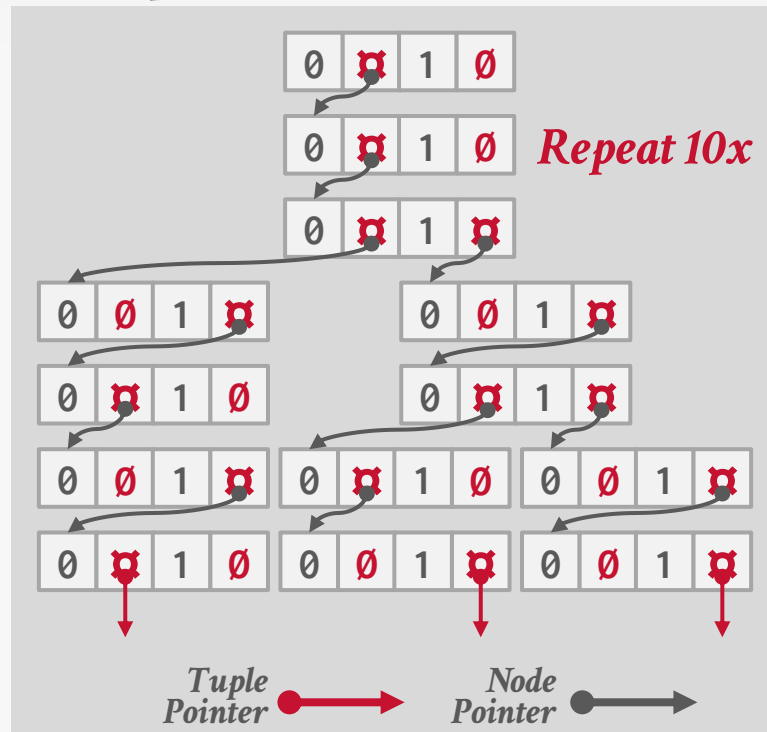 0 ¤ 1 Ø
0 ¤ 1 Ø
Repeat 10x
0 ¤ 1 ¤
0 Ø 1 ¤ 0 Ø 1 ¤
0 ¤ 1 Ø 0 ¤ 1 ¤
0 Ø 1 ¤ 0 ¤ 1 Ø 0 Ø 1 ¤
0 ¤ 1 Ø 0 Ø 1 ¤ 0 Ø 1 ¤
Tuple
Pointer
Node
Pointer